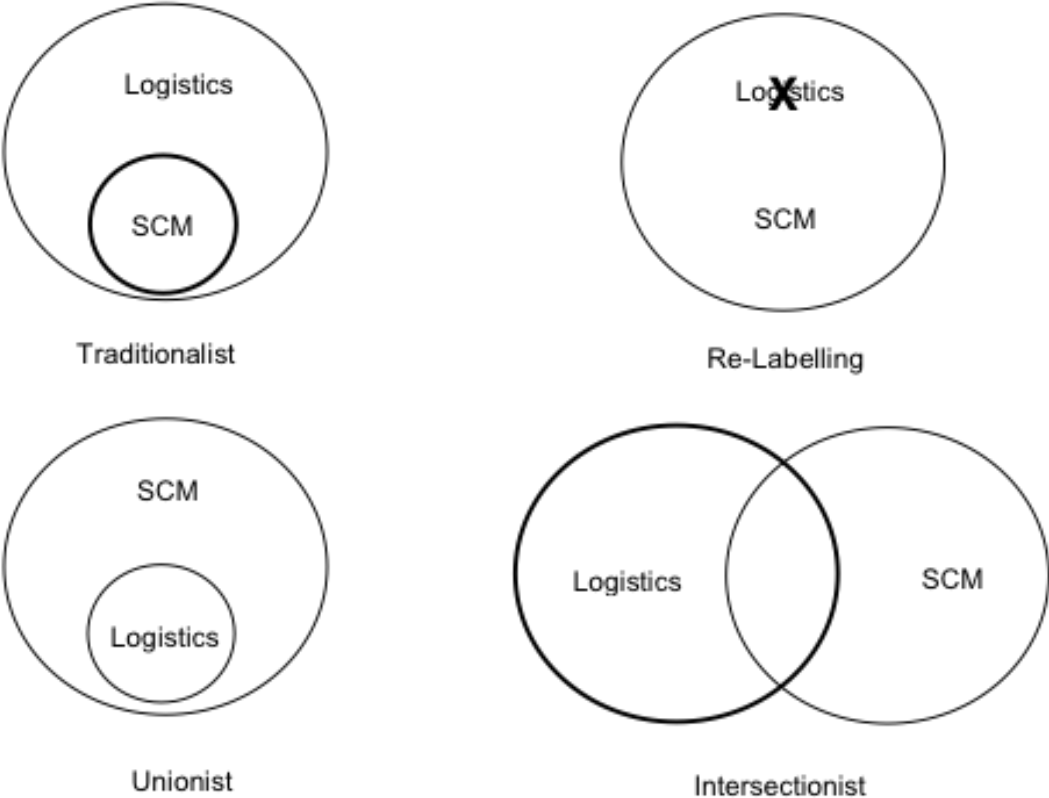 Logistics
SCM
Traditionalist
Logistics
X
SCM
Re-Labelling
SCM
Logistics
Unionist
Logistics
SCM
Intersectionist